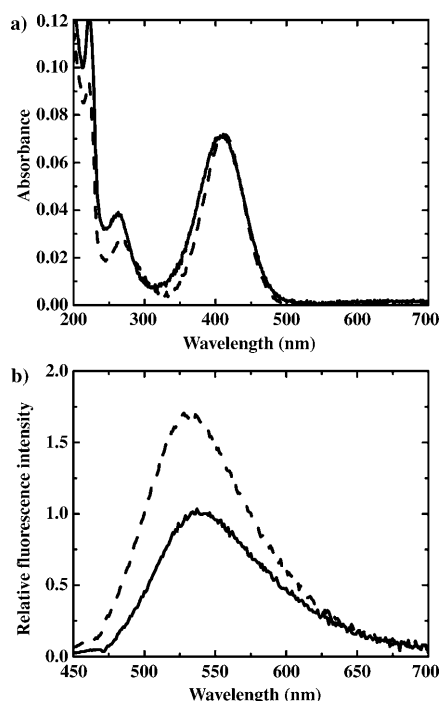 a)
0.12
0.10
0.08
0.06
0.04
0.02
0.00
Absorbance
200 300 400 500 600 700
Wavelength (nm)
b)
2.0
1.5
1.0
0.5
0.0
Relative fluorescence intensity
450 500 550 600 650 700
Wavelength (nm)